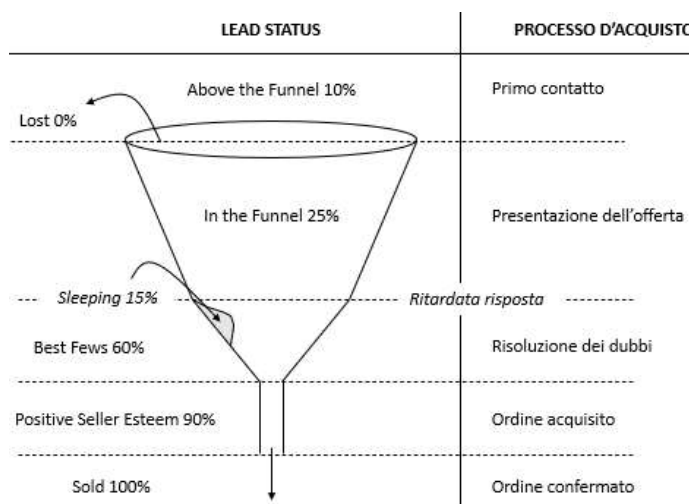 LEAD STATUS
PROCESSO D'ACQUISTO
Above the Funnel 10%
Primo contatto
Lost 0%
In the Funnel 25%
Presentazione dell'offerta
Sleeping 15%
Ritardata risposta
Best Fews 60%
Risoluzione dei dubbi
Positive Seller Esteem 90%
Ordine acquisito
Sold 100%
Ordine confermato